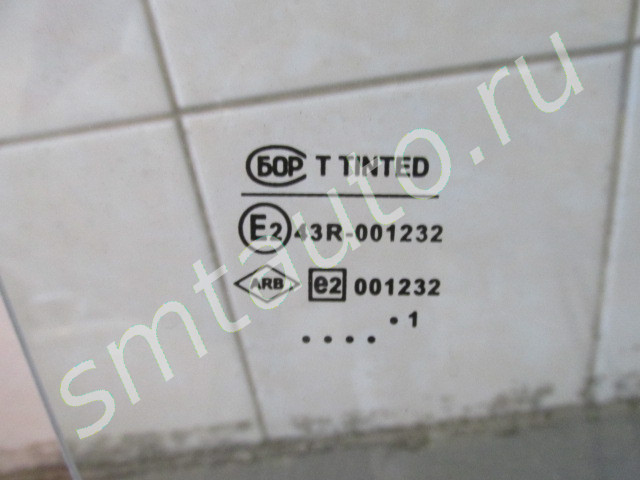 БОР T TINTED
E2 43R-001232
ARB e2 001232
•1
••••
smtauto.ru